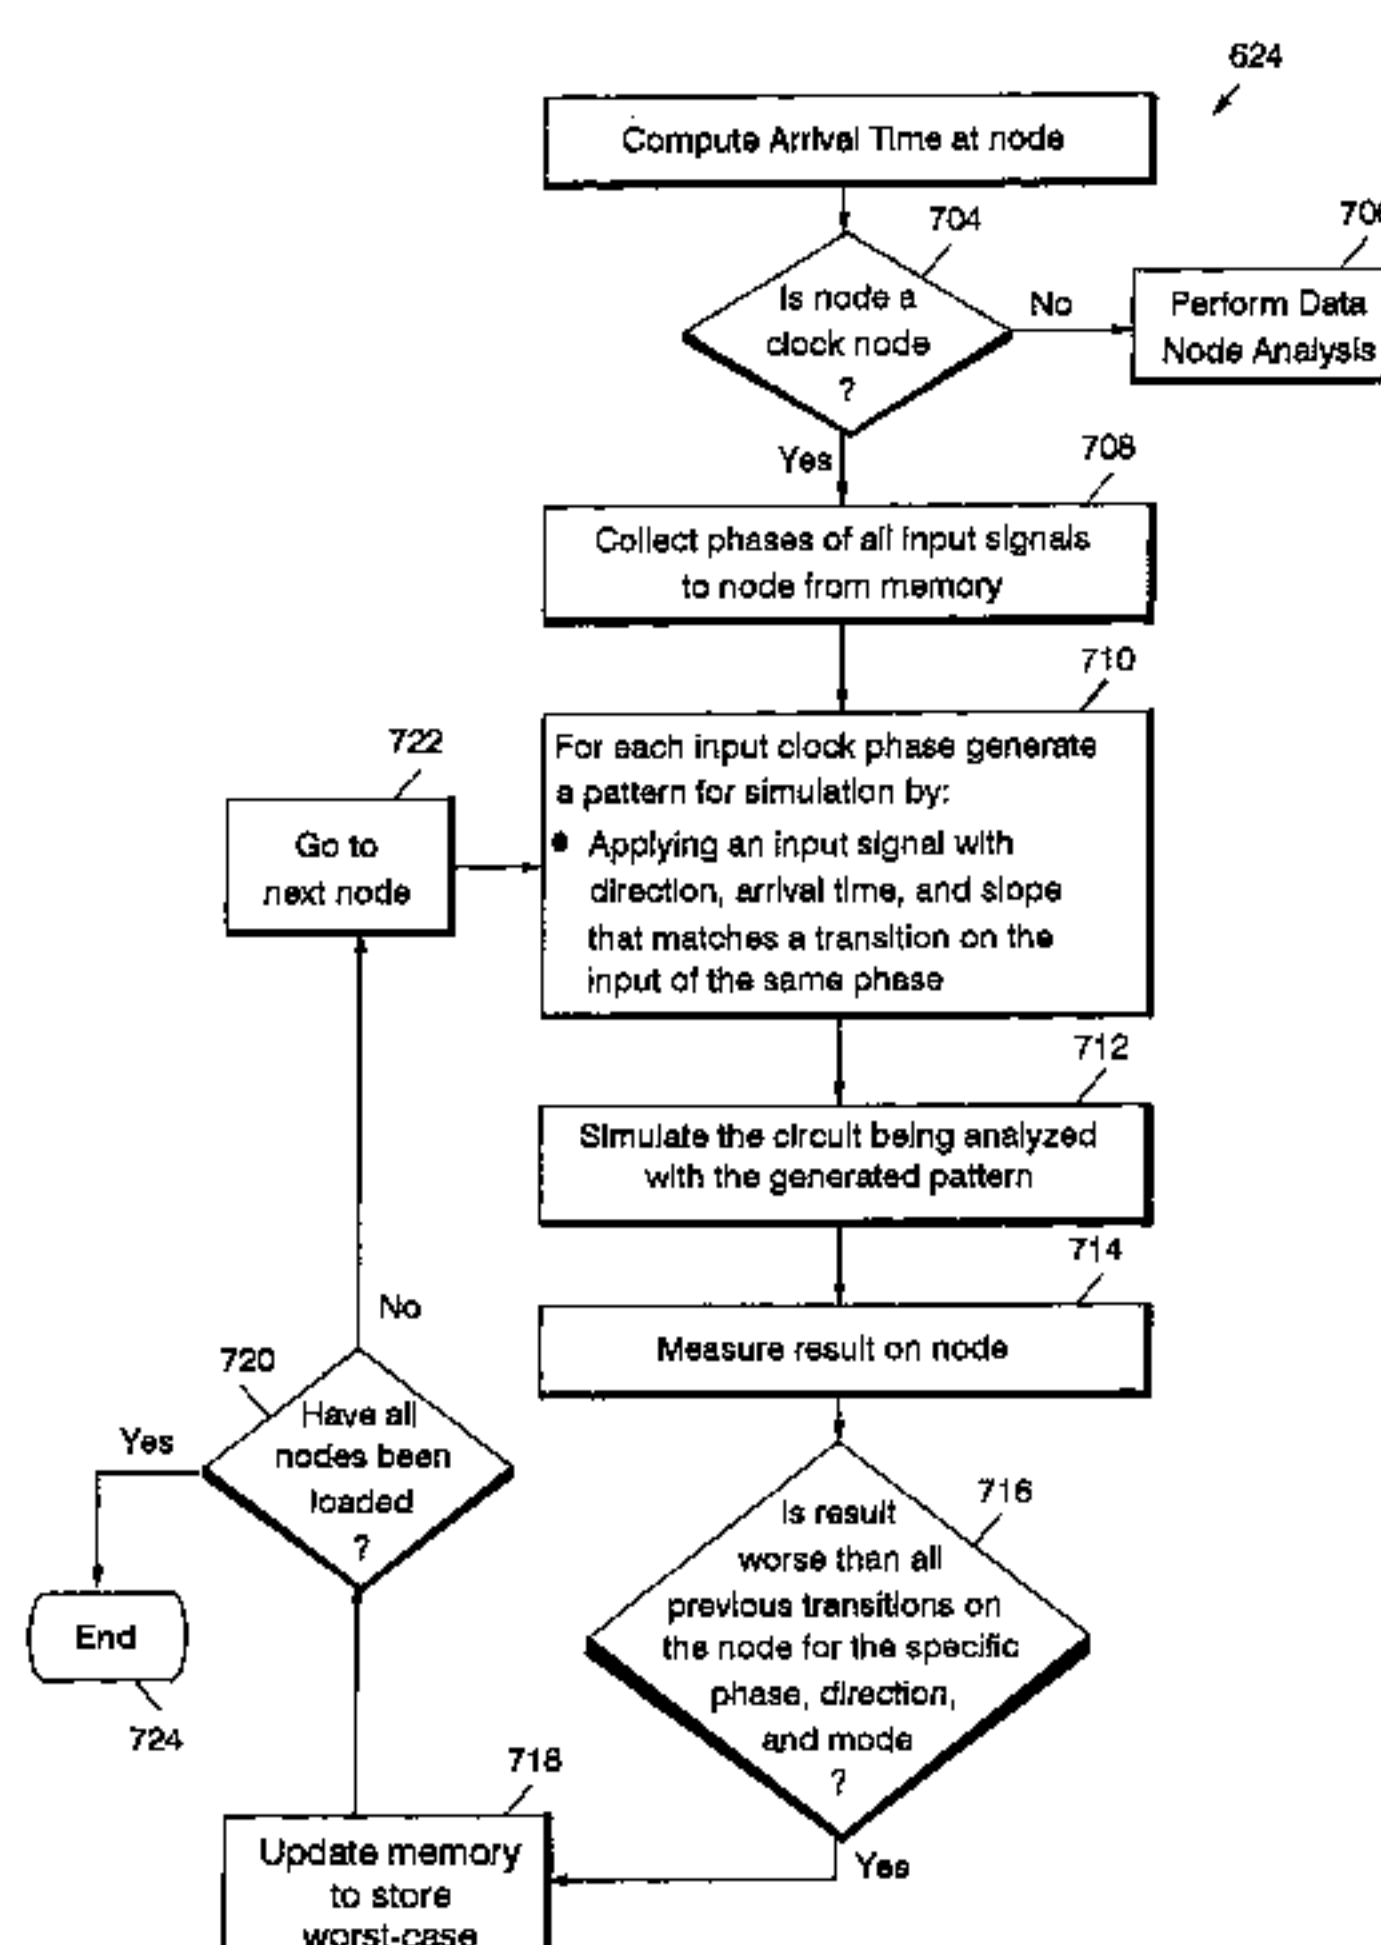 624
Compute Arrival Time at node
704
Is node a
clock node
?
No
Perform Data
Node Analysis
Yes
708
Collect phases of all input signals
to node from memory
710
For each input clock phase generate
a pattern for simulation by:
• Applying an input signal with
direction, arrival time, and slope
that matches a transition on the
input of the same phase
722
Go to
next node
712
Simulate the circuit being analyzed
with the generated pattern
714
Measure result on node
No
720
Have all
nodes been
loaded
?
Yes
End
724
716
Is result
worse than all
previous transitions on
the node for the specific
phase, direction,
and mode
?
Yes
718
Update memory
to store
worst-case